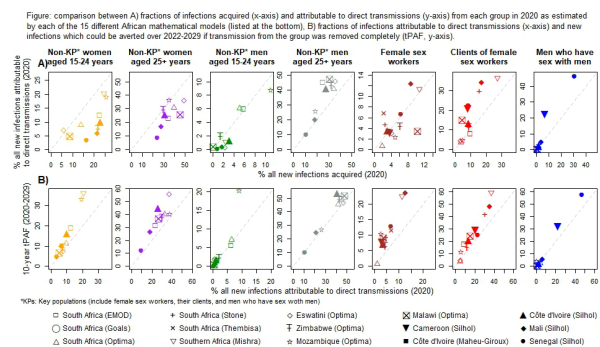 Figure: comparison between A) fractions of infections acquired (x-axis) and attributable to direct transmissions (y-axis) from each group in 2020 as estimated
by each of the 15 different African mathematical models (listed at the bottom), B) fractions of infections attributable to direct transmission (x-axis) and new
infections which could be averted over 2022-2029 if transmission from the group was removed completely (tPAF, y-axis).
Non-KP* women aged 15-24 years
Non-KP* women aged 25+ years
Non-KP* men aged 15-24 years
Non-KP* men aged 25+ years
Female sex workers
Clients of female sex workers
Men who have sex with men
A)
% all new infections attributable to direct transmissions (2020)
% all new infections acquired (2020)
B)
10-year tPAF (2020-2029)
% all new infections attributable to direct transmissions (2020)
*KPs: Key populations (include female sex workers, their clients, and men who have sex woth men)
South Africa (EMOD) South Africa (Stone) Eswatini (Optima) Malawi (Optima) Côte d'Ivoire (Silhol)
South Africa (Goals) South Africa (Thembisa) Zimbabwe (Optima) Cameroon (Silhol) Mali (Silhol)
South Africa (Optima) Southern Africa (Mishra) Mozambique (Optima) Côte d'Ivoire (Maheu-Giroux) Senegal (Silhol)